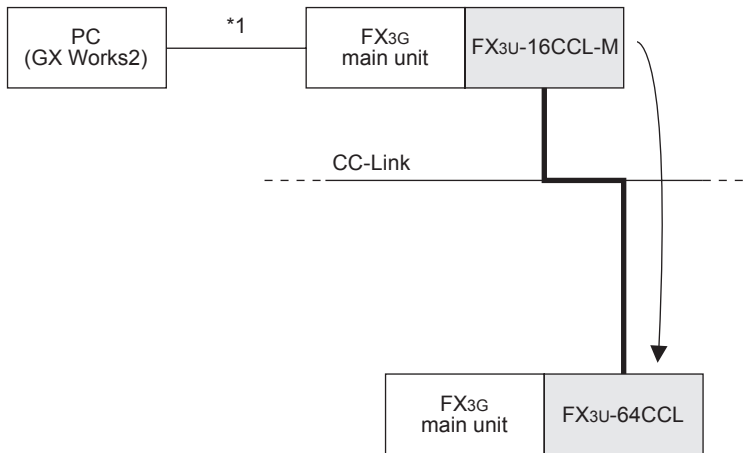 PC
(GX Works2)
*1
FX3G
main unit
FX3U-16CCL-M
CC-Link
FX3G
main unit
FX3U-64CCL